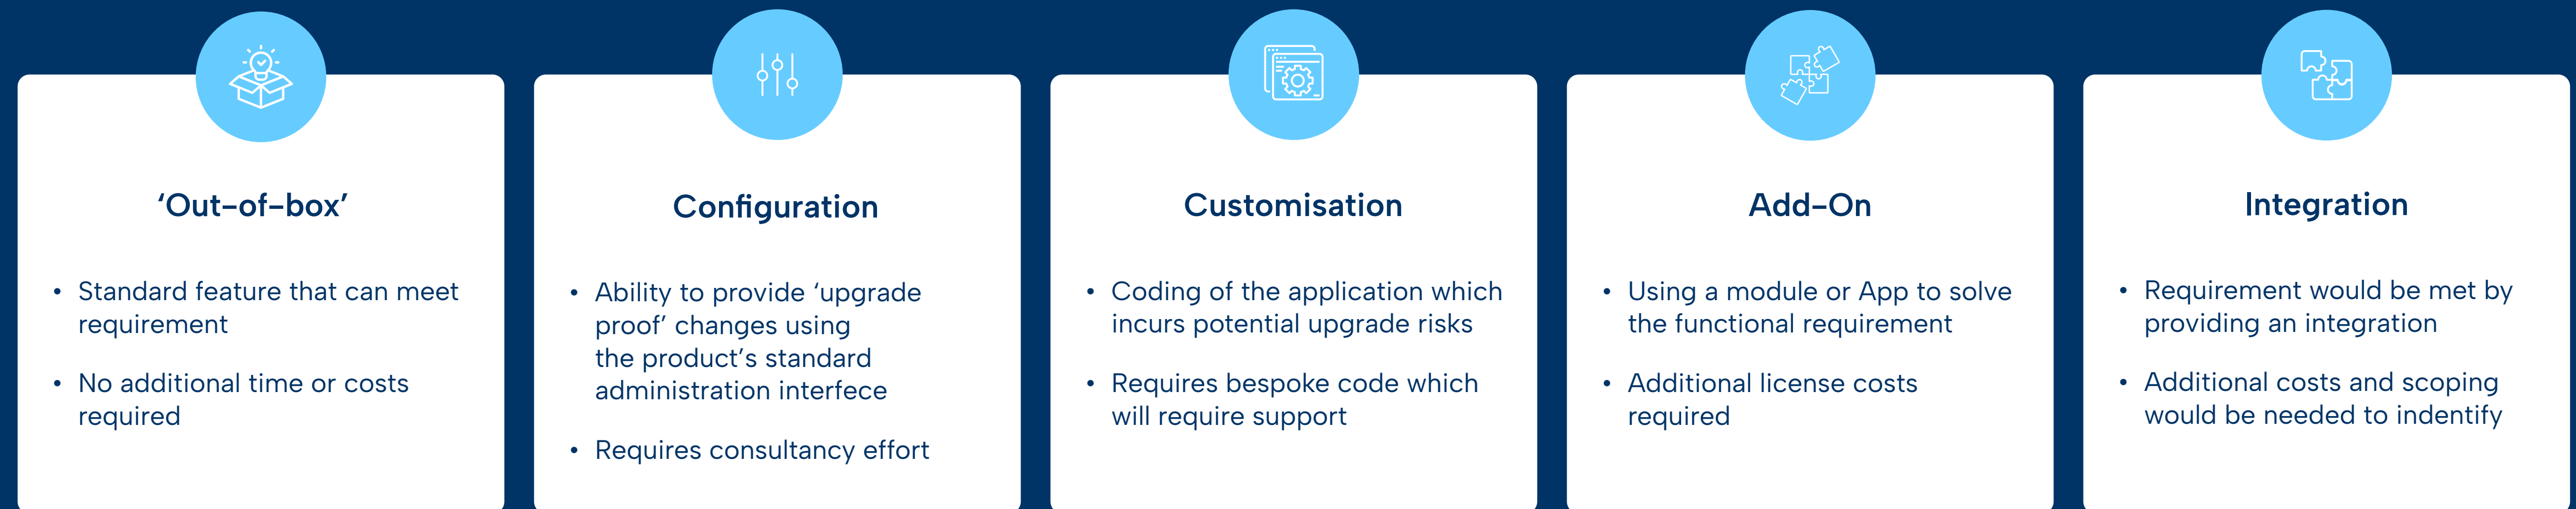 ‘Out-of-box’
• Standard feature that can meet
requirement
• No additional time or costs
required
Configuration
• Ability to provide ‘upgrade
proof’ changes using
the product’s standard
administration interfece
• Requires consultancy effort
Customisation
• Coding of the application which
incurs potential upgrade risks
• Requires bespoke code which
will require support
Add-On
• Using a module or App to solve
the functional requirement
• Additional license costs
required
Integration
• Requirement would be met by
providing an integration
• Additional costs and scoping
would be needed to indentify